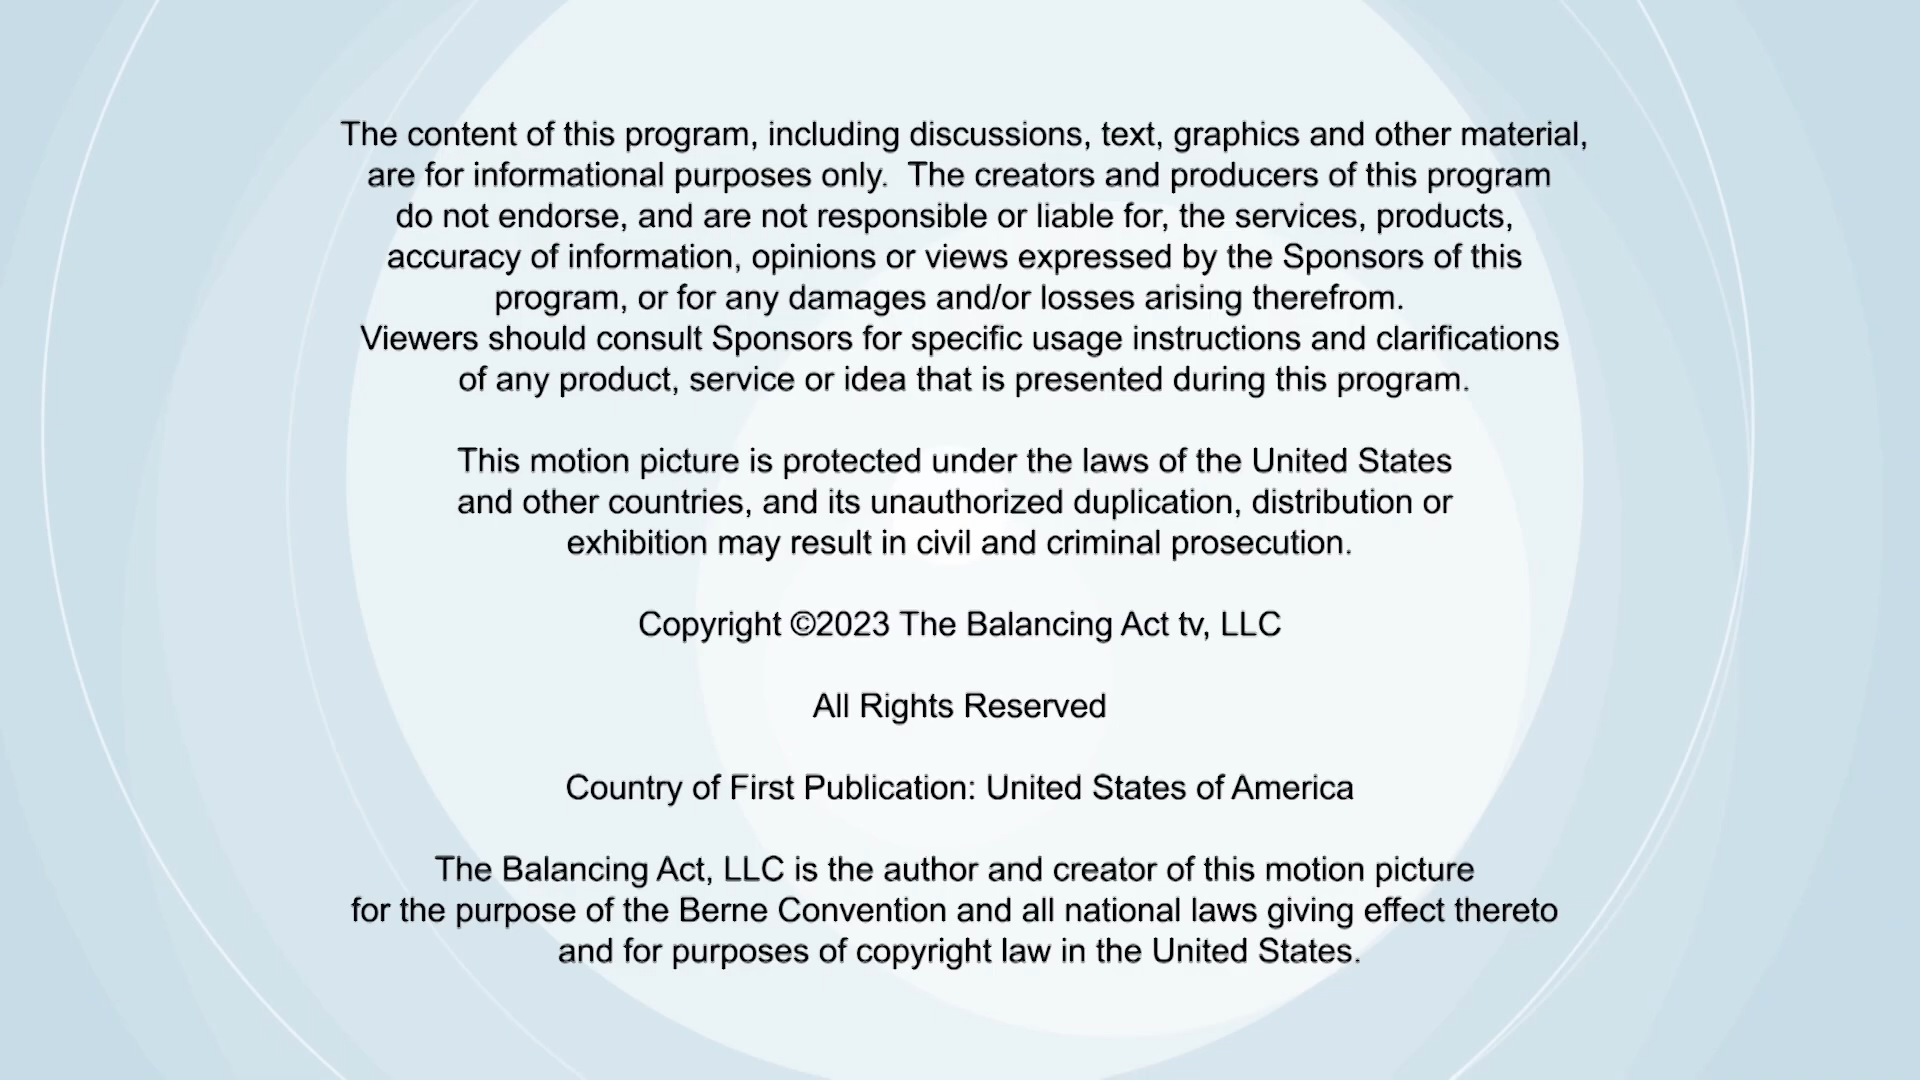 The content of this program, including discussions, text, graphics and other material,
are for informational purposes only.  The creators and producers of this program
do not endorse, and are not responsible or liable for, the services, products,
accuracy of information, opinions or views expressed by the Sponsors of this
program, or for any damages and/or losses arising therefrom.
Viewers should consult Sponsors for specific usage instructions and clarifications
of any product, service or idea that is presented during this program.
This motion picture is protected under the laws of the United States
and other countries, and its unauthorized duplication, distribution or
exhibition may result in civil and criminal prosecution.
Copyright ©2023 The Balancing Act tv, LLC
All Rights Reserved
Country of First Publication: United States of America
The Balancing Act, LLC is the author and creator of this motion picture
for the purpose of the Berne Convention and all national laws giving effect thereto
and for purposes of copyright law in the United States.